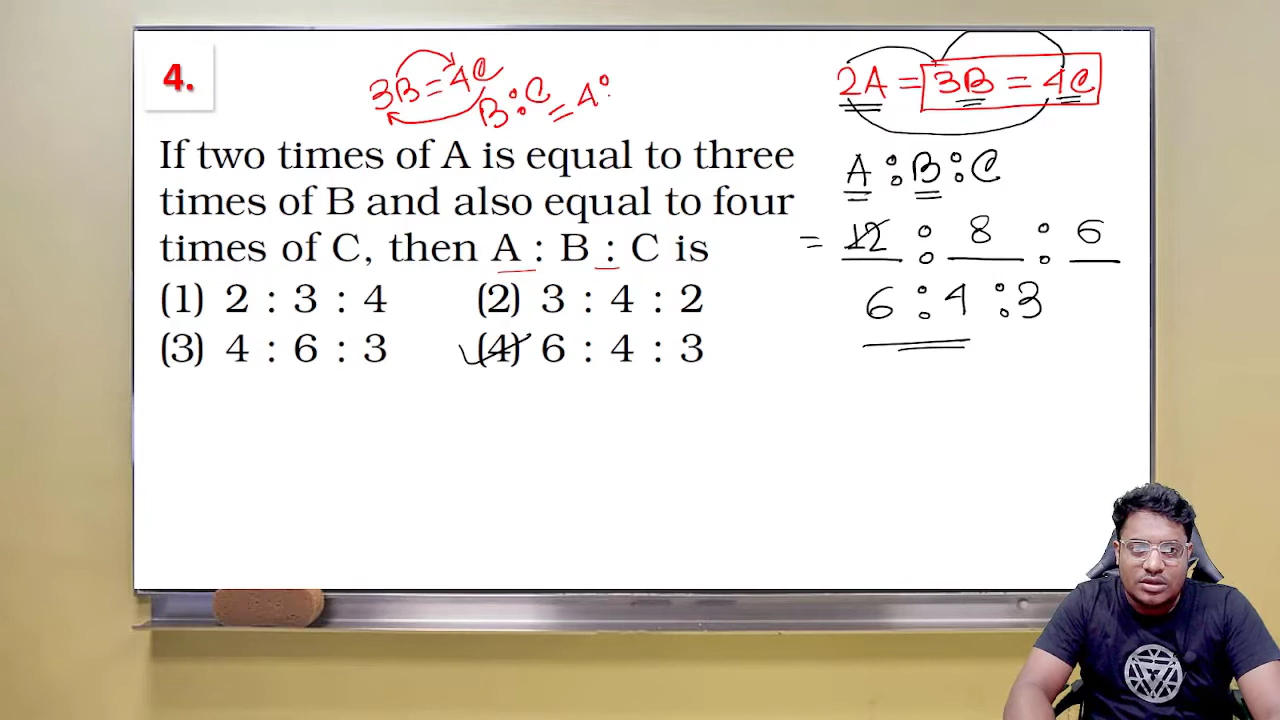 4.
3B = 4C
B : C = 4 :
If two times of A is equal to three
times of B and also equal to four
times of C, then A : B : C is
(1) 2 : 3 : 4 (2) 3 : 4 : 2
(3) 4 : 6 : 3 (4) 6 : 4 : 3
2A = 3B = 4C
A : B : C
= 12 : 8 : 6
6 : 4 : 3